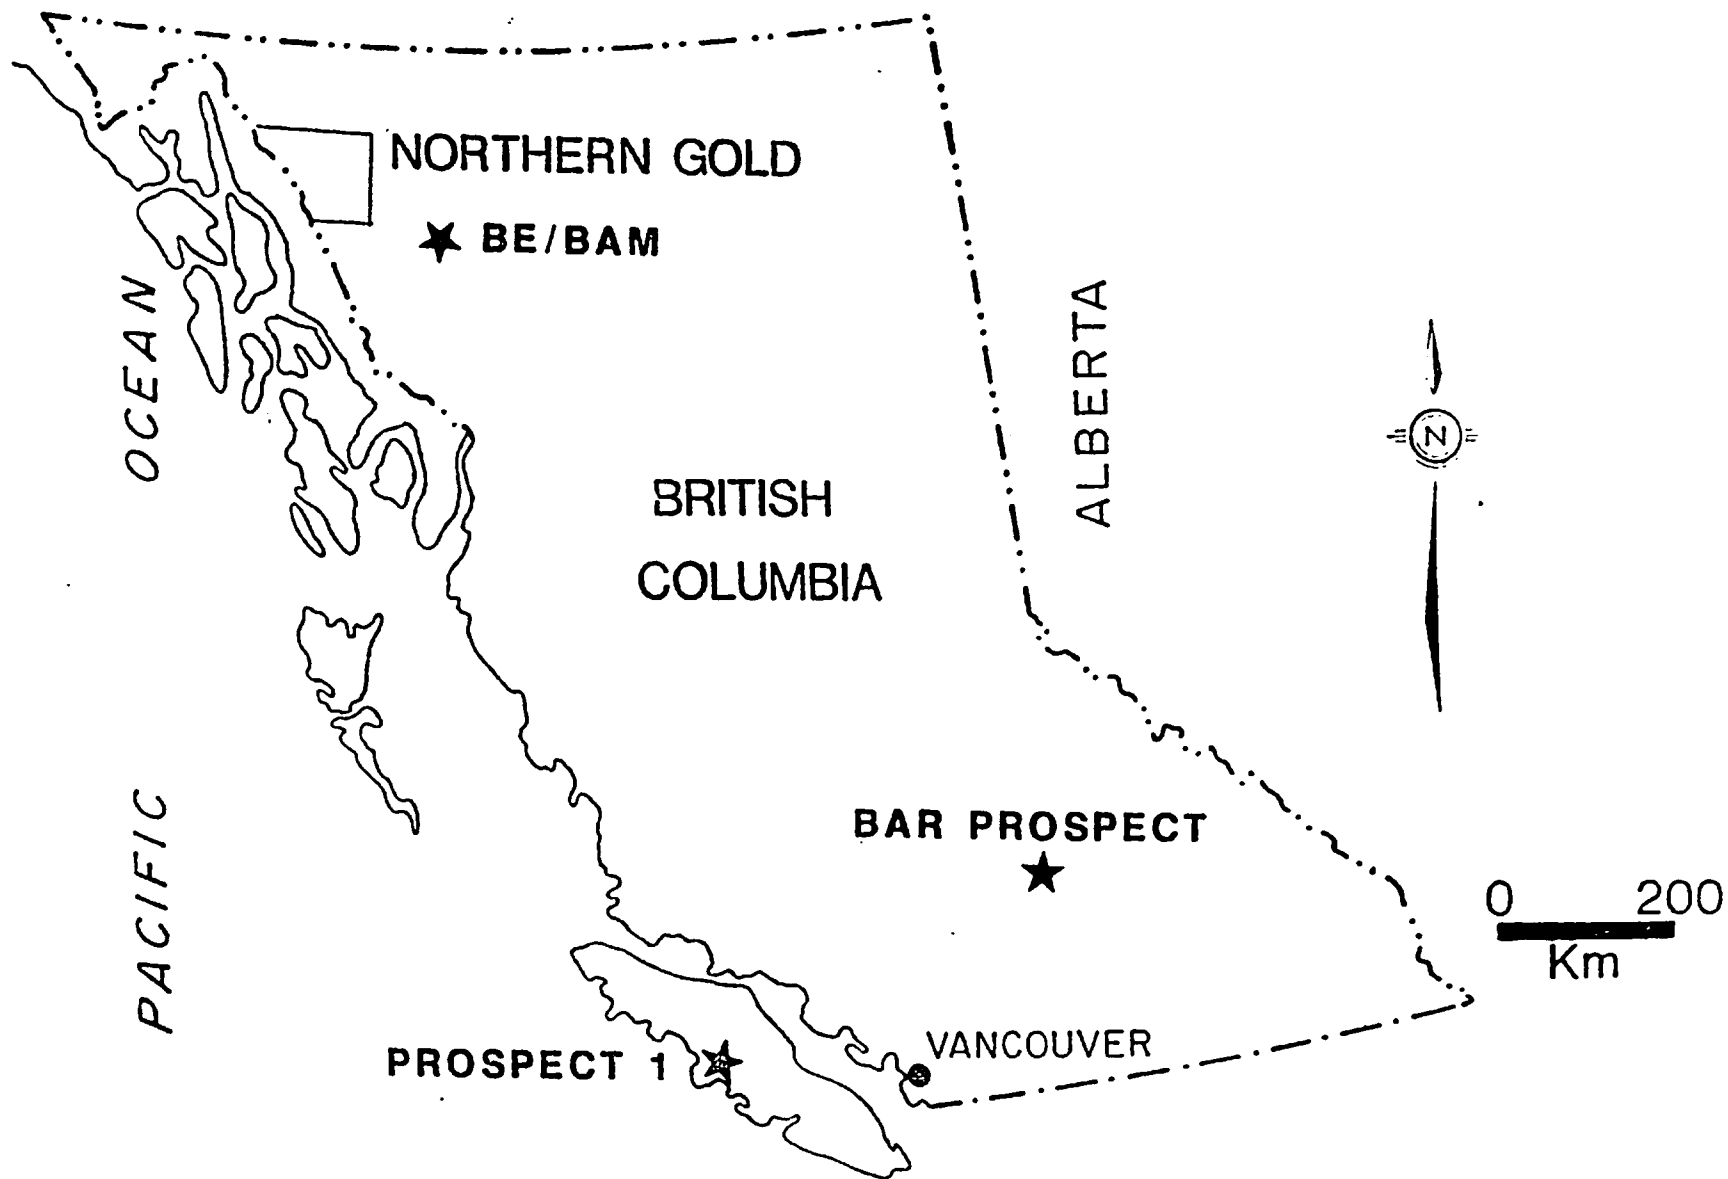 NORTHERN GOLD
BE/BAM
OCEAN
ALBERTA
N
BRITISH
COLUMBIA
BAR PROSPECT
PACIFIC
0 200
Km
PROSPECT 1
VANCOUVER